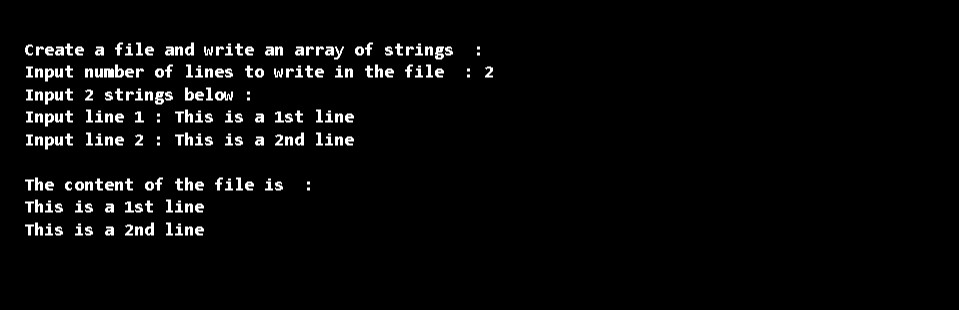 Create a file and write an array of strings  :
Input number of lines to write in the file  : 2
Input 2 strings below :
Input line 1 : This is a 1st line
Input line 2 : This is a 2nd line
The content of the file is  :
This is a 1st line
This is a 2nd line